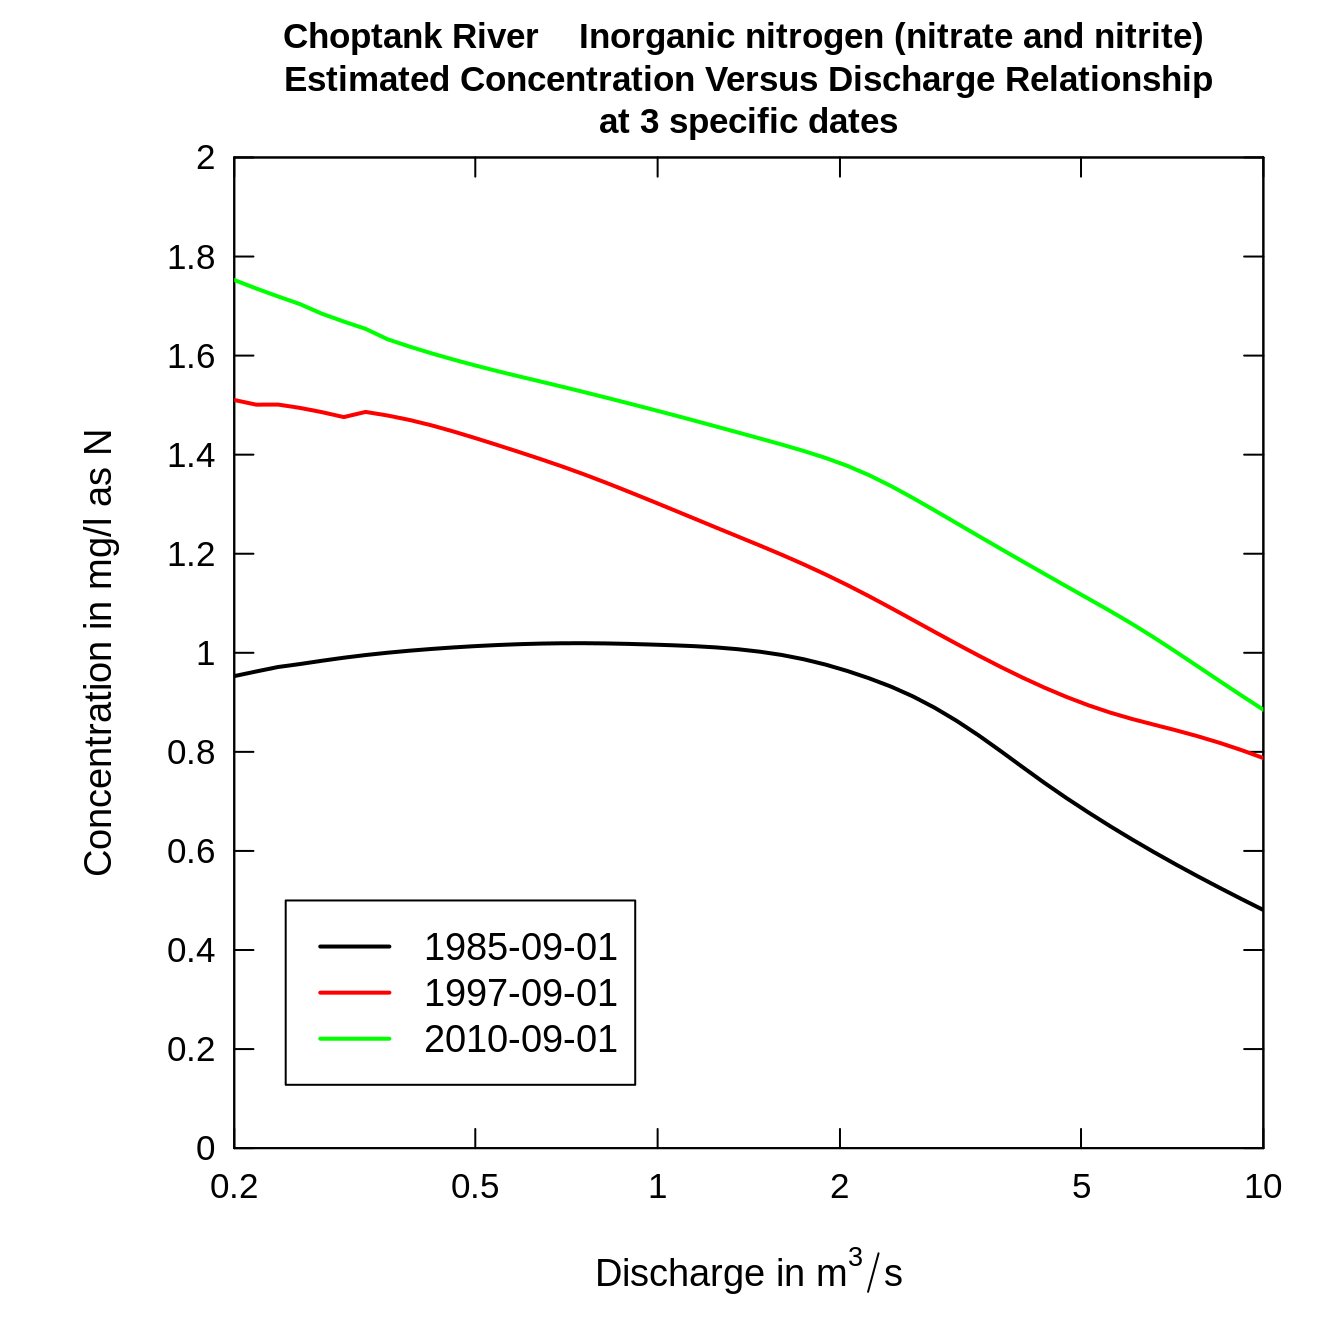 Choptank River    Inorganic nitrogen (nitrate and nitrite)
Estimated Concentration Versus Discharge Relationship
at 3 specific dates
2
1.8
1.6
1.4
1.2
1
0.8
0.6
0.4
0.2
0
Concentration in mg/l as N
1985-09-01
1997-09-01
2010-09-01
0.2 0.5 1 2 5 10
Discharge in m³/s